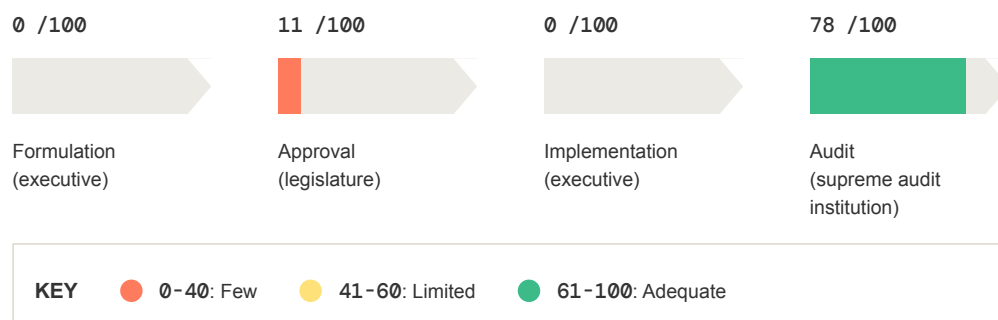 0 /100
11 /100
0 /100
78 /100
Formulation
(executive)
Approval
(legislature)
Implementation
(executive)
Audit
(supreme audit
institution)
KEY
0-40: Few
41-60: Limited
61-100: Adequate